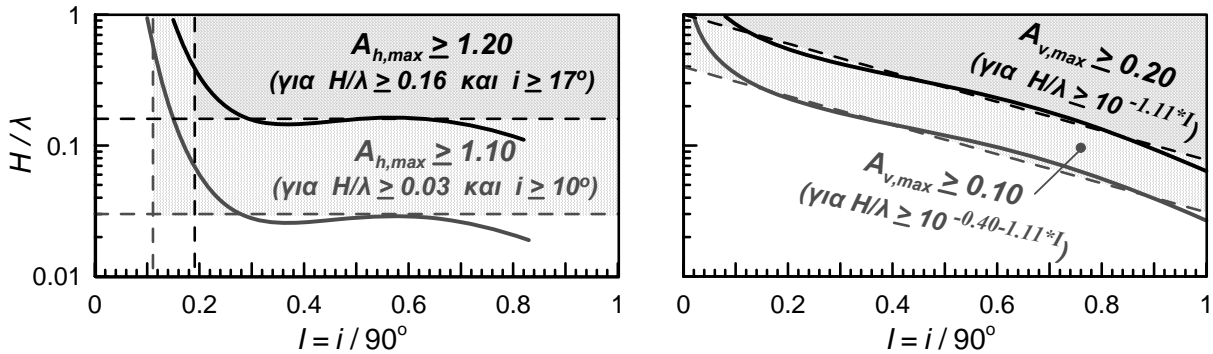 1
0.1
0.01
H / λ
A_h,max ≥ 1.20
(για H/λ ≥ 0.16 και i ≥ 17°)
A_h,max ≥ 1.10
(για H/λ ≥ 0.03 και i ≥ 10°)
0 0.2 0.4 0.6 0.8 1
I = i / 90°
A_v,max ≥ 0.20
(για H/λ ≥ 10^-1.11*I)
A_v,max ≥ 0.10
(για H/λ ≥ 10^-0.40-1.11*I)
0 0.2 0.4 0.6 0.8 1
I = i / 90°